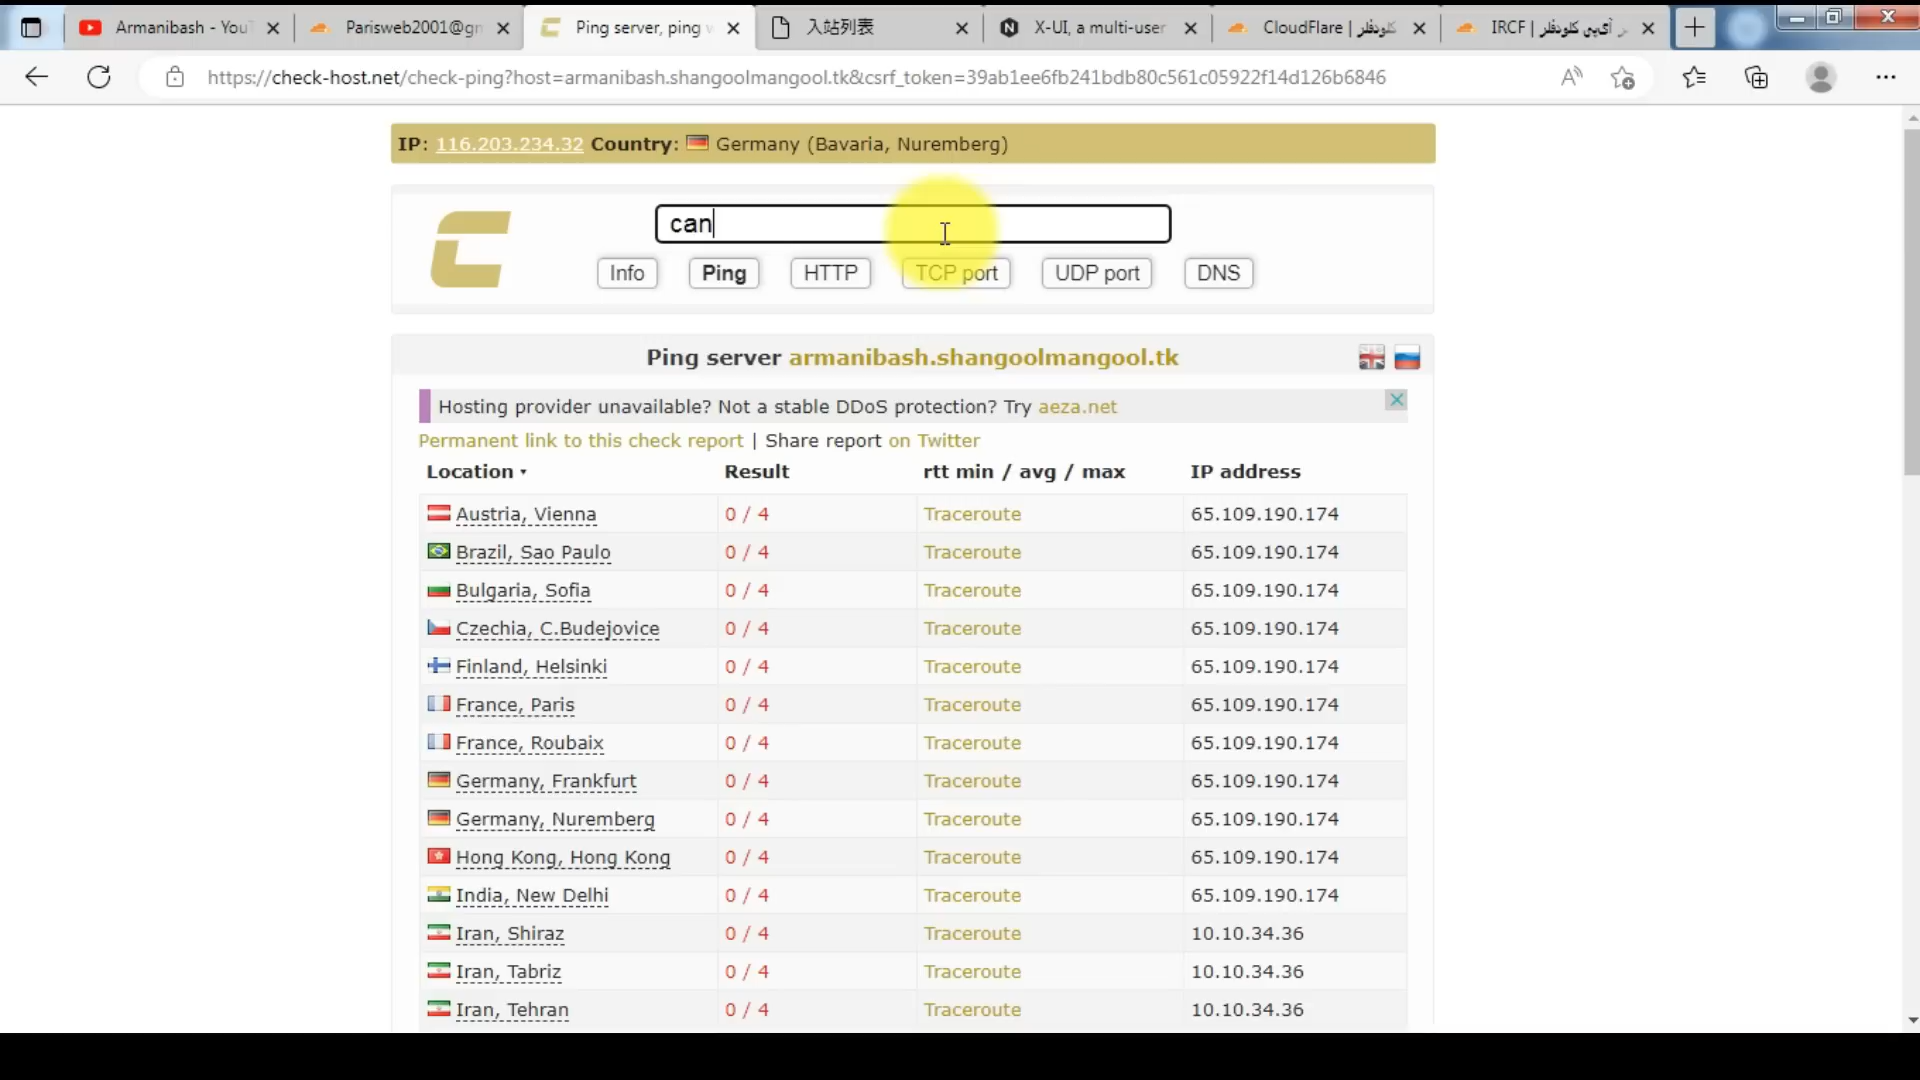 Armanibash - YouT
Parisweb2001@gm
Ping server, ping w
入站列表
X-UI, a multi-user
CloudFlare | کلودفلر
IRCF | آی‌پی کلودفلر
https://check-host.net/check-ping?host=armanibash.shangoolmangool.tk&csrf_token=39ab1ee6fb241bdb80c561c05922f14d126b6846
IP: 116.203.234.32 Country: Germany (Bavaria, Nuremberg)
can
Info Ping HTTP TCP port UDP port DNS
Ping server armanibash.shangoolmangool.tk
Hosting provider unavailable? Not a stable DDoS protection? Try aeza.net
Permanent link to this check report | Share report on Twitter
Location Result rtt min / avg / max IP address
Austria, Vienna 0 / 4 Traceroute 65.109.190.174
Brazil, Sao Paulo 0 / 4 Traceroute 65.109.190.174
Bulgaria, Sofia 0 / 4 Traceroute 65.109.190.174
Czechia, C.Budejovice 0 / 4 Traceroute 65.109.190.174
Finland, Helsinki 0 / 4 Traceroute 65.109.190.174
France, Paris 0 / 4 Traceroute 65.109.190.174
France, Roubaix 0 / 4 Traceroute 65.109.190.174
Germany, Frankfurt 0 / 4 Traceroute 65.109.190.174
Germany, Nuremberg 0 / 4 Traceroute 65.109.190.174
Hong Kong, Hong Kong 0 / 4 Traceroute 65.109.190.174
India, New Delhi 0 / 4 Traceroute 65.109.190.174
Iran, Shiraz 0 / 4 Traceroute 10.10.34.36
Iran, Tabriz 0 / 4 Traceroute 10.10.34.36
Iran, Tehran 0 / 4 Traceroute 10.10.34.36